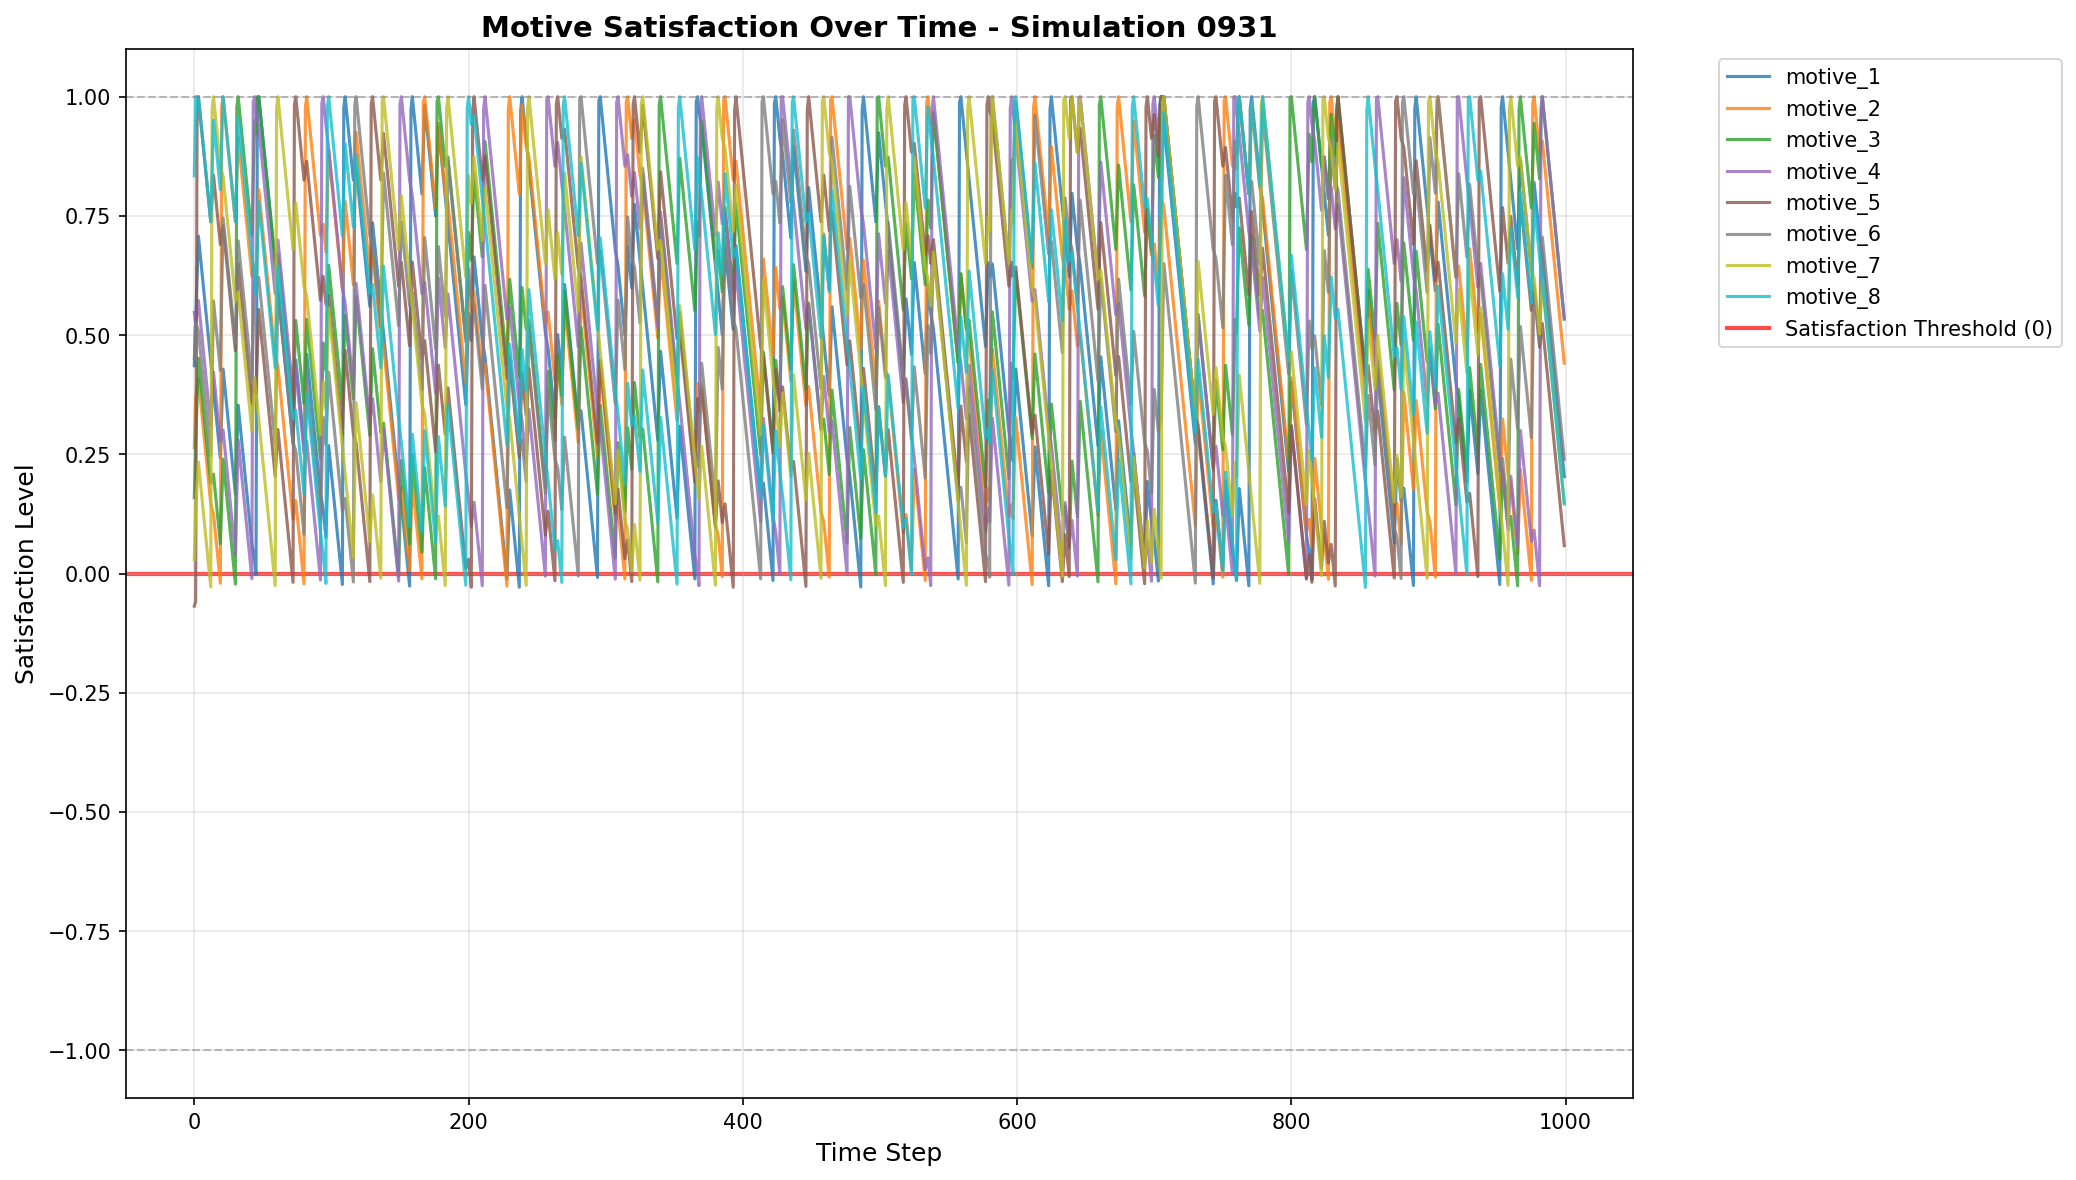 Motive Satisfaction Over Time - Simulation 0931
1.00
0.75
0.50
0.25
0.00
−0.25
−0.50
−0.75
−1.00
Satisfaction Level
0
200
400
600
800
1000
Time Step
motive_1
motive_2
motive_3
motive_4
motive_5
motive_6
motive_7
motive_8
Satisfaction Threshold (0)